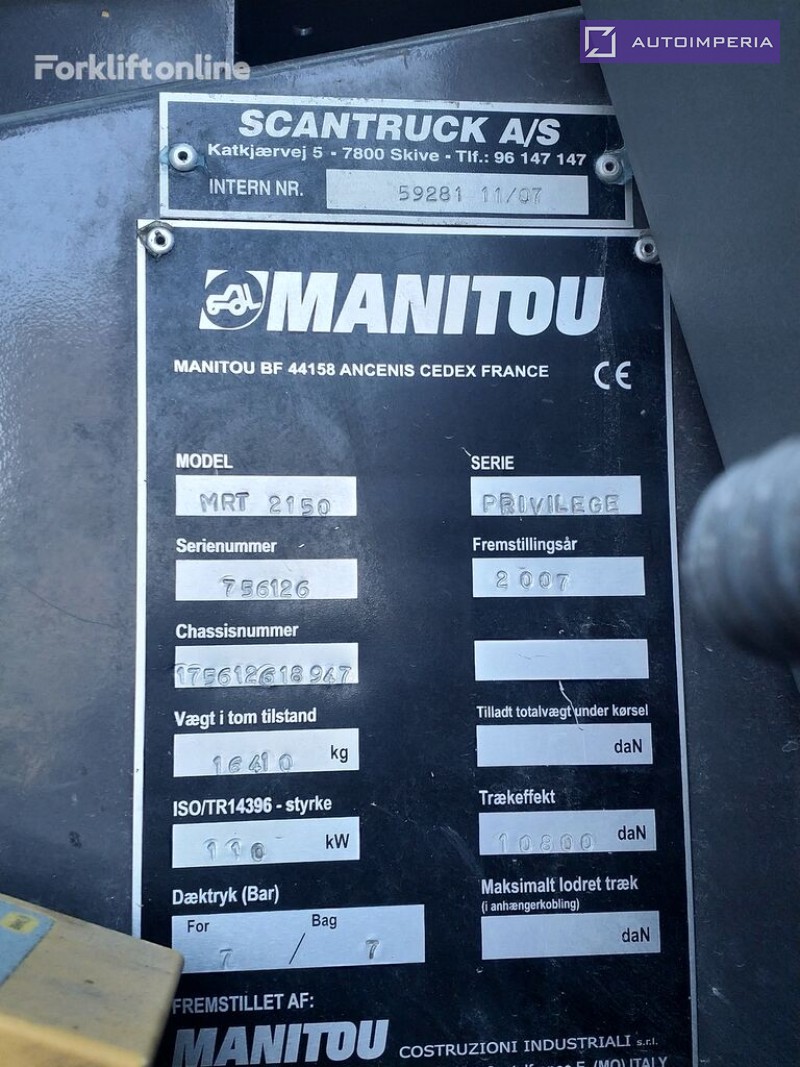 Forkliftonline
AUTOIMPERIA
SCANTRUCK A/S
Katkjærvej 5 - 7800 Skive - Tlf.: 96 147 147
INTERN NR. 59281 11/07
MANITOU
MANITOU BF 44158 ANCENIS CEDEX FRANCE CE
MODEL SERIE
MRT 2150 PRIVILEGE
Serienummer Fremstillingsår
756126 2007
Chassisnummer
175612618947
Vægt i tom tilstand Tilladt totalvægt under kørsel
16410 kg daN
ISO/TR14396 - styrke Trækeffekt
110 kW 10800 daN
Dæktryk (Bar) Maksimalt lodret træk
(i anhængerkobling)
For Bag
7 / 7 daN
FREMSTILLET AF:
MANITOU COSTRUZIONI INDUSTRIALI s.r.l.
(MO) ITALY